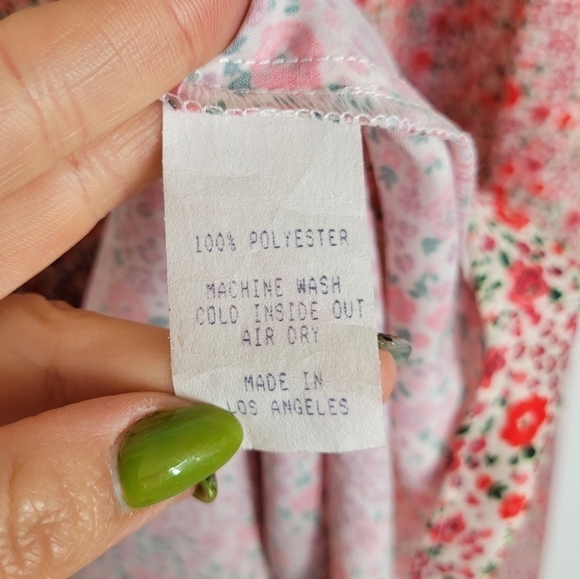 100% POLYESTER
MACHINE WASH
COLD INSIDE OUT
AIR DRY
MADE IN
LOS ANGELES